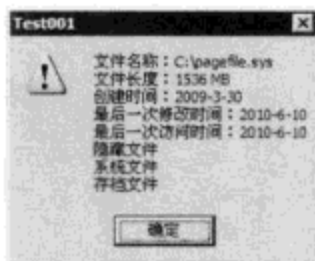 Test001
文件名称：C:\pagefile.sys
文件长度：1536 MB
创建时间：2009-3-30
最后一次修改时间：2010-6-10
最后一次访问时间：2010-6-10
隐藏文件
系统文件
存档文件
确定